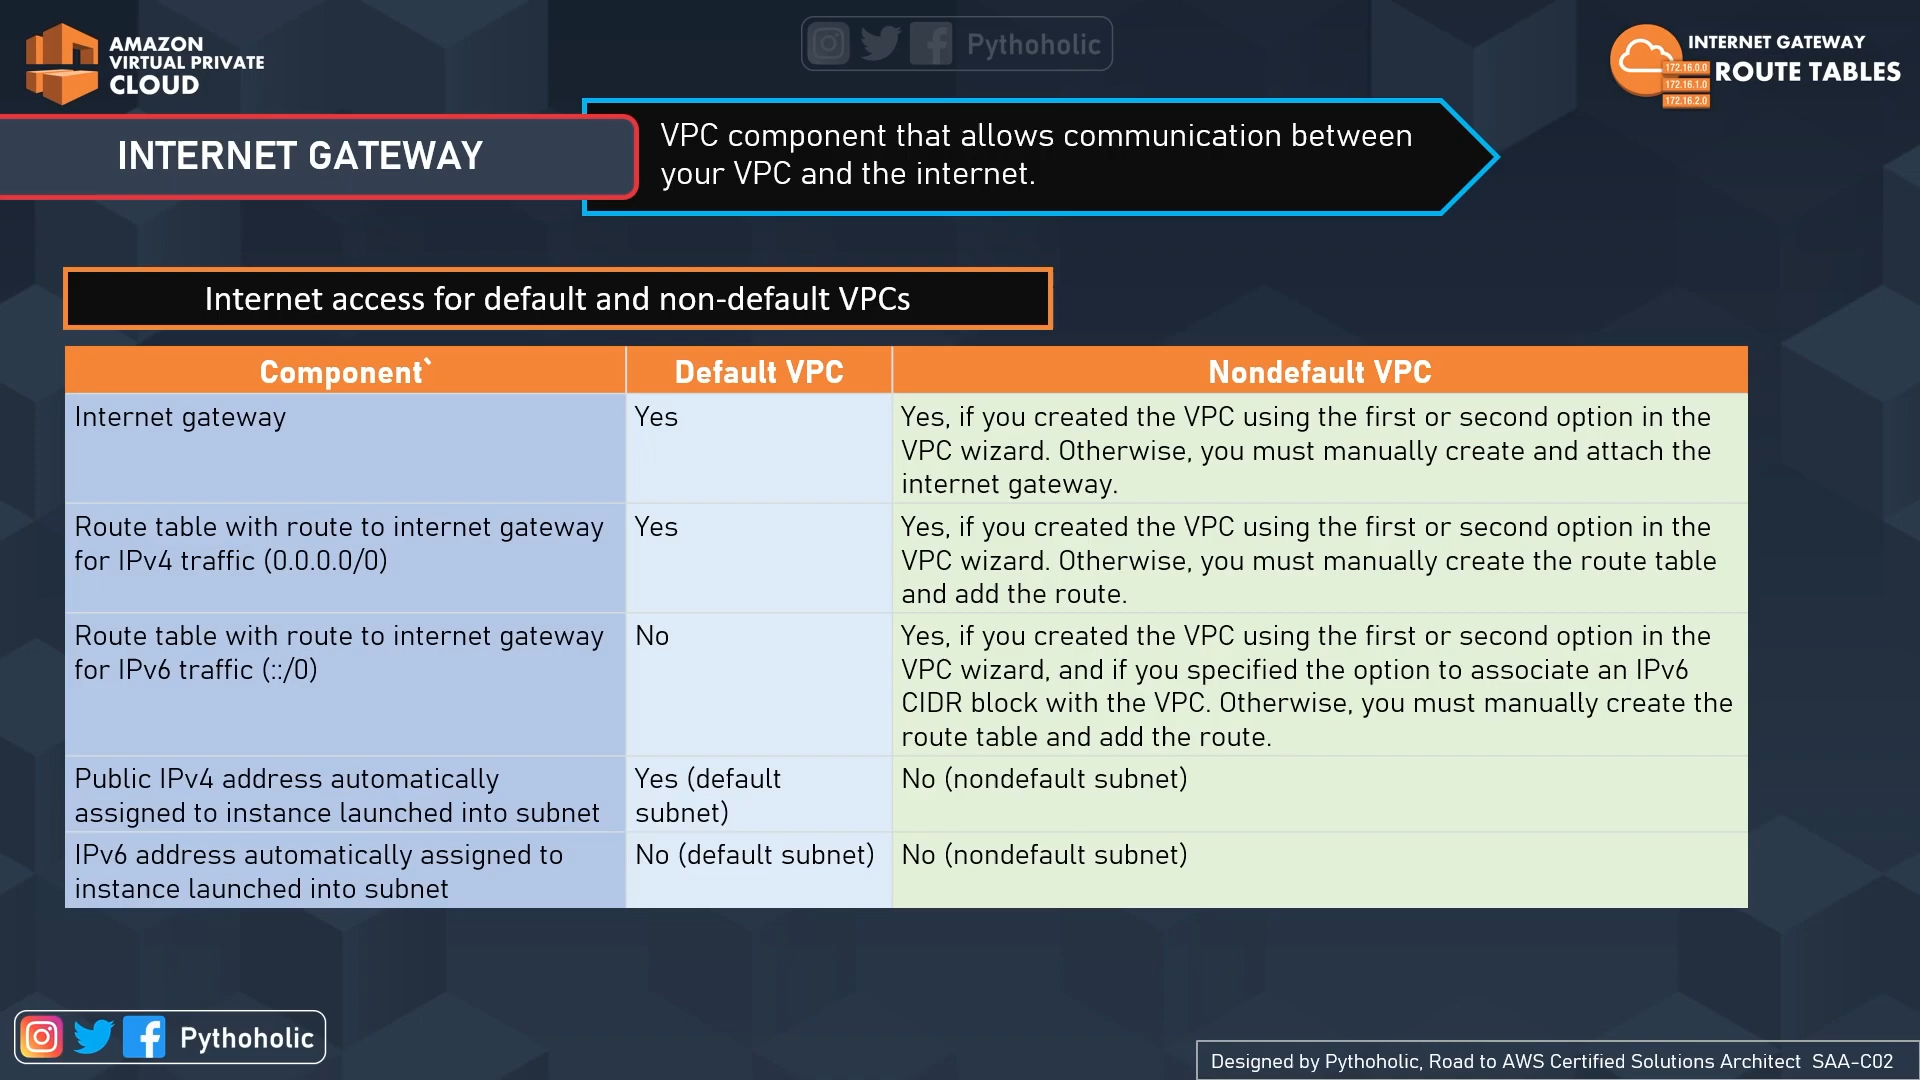 AMAZON
VIRTUAL PRIVATE
CLOUD
Pythoholic
INTERNET GATEWAY
ROUTE TABLES
172.16.0.0
172.16.1.0
172.16.2.0
INTERNET GATEWAY
VPC component that allows communication between
your VPC and the internet.
Internet access for default and non-default VPCs
Component` Default VPC Nondefault VPC
Internet gateway
Yes
Yes, if you created the VPC using the first or second option in the
VPC wizard. Otherwise, you must manually create and attach the
internet gateway.
Route table with route to internet gateway
for IPv4 traffic (0.0.0.0/0)
Yes
Yes, if you created the VPC using the first or second option in the
VPC wizard. Otherwise, you must manually create the route table
and add the route.
Route table with route to internet gateway
for IPv6 traffic (::/0)
No
Yes, if you created the VPC using the first or second option in the
VPC wizard, and if you specified the option to associate an IPv6
CIDR block with the VPC. Otherwise, you must manually create the
route table and add the route.
Public IPv4 address automatically
assigned to instance launched into subnet
Yes (default
subnet)
No (nondefault subnet)
IPv6 address automatically assigned to
instance launched into subnet
No (default subnet)
No (nondefault subnet)
Pythoholic
Designed by Pythoholic, Road to AWS Certified Solutions Architect SAA-C02